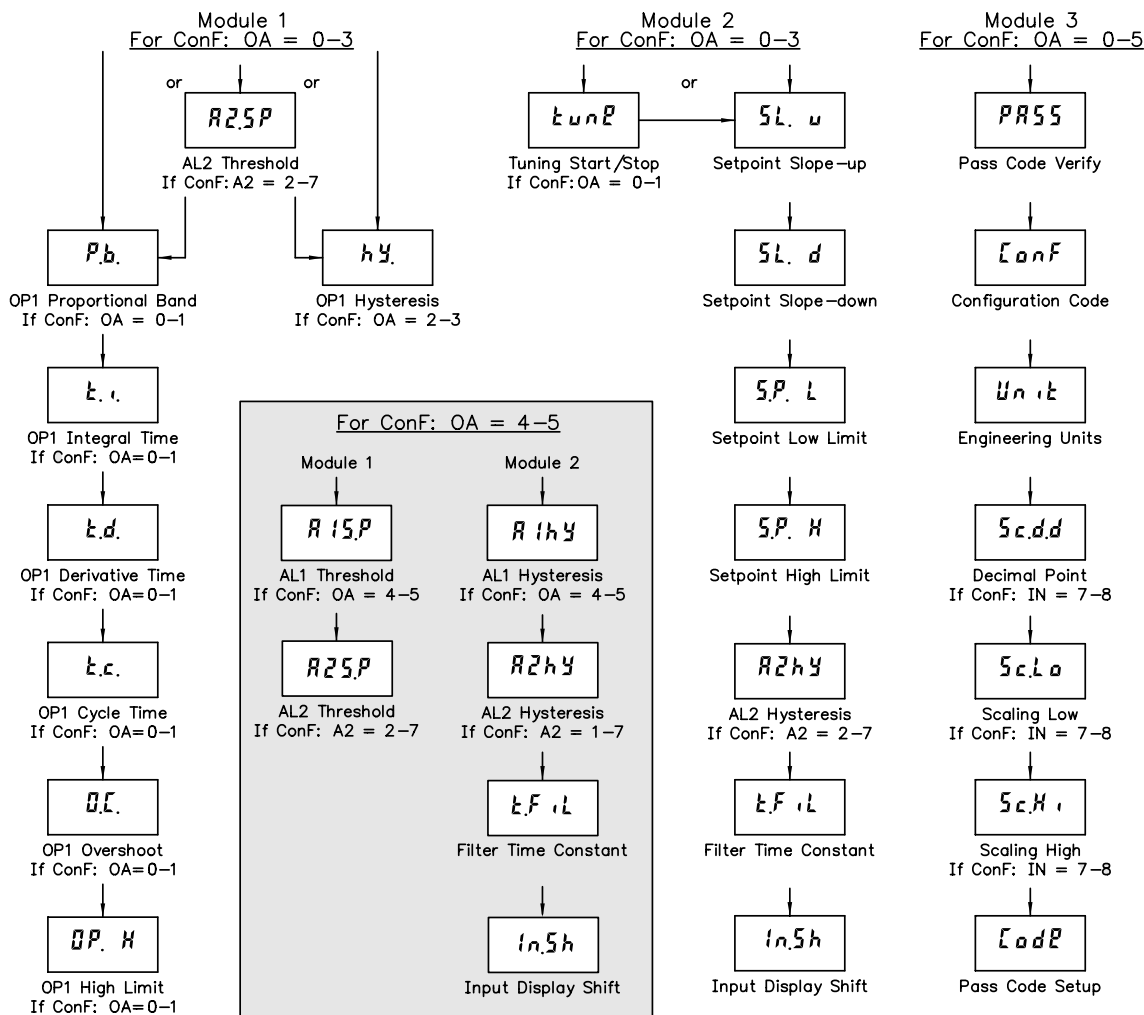 Module 1
For ConF: OA = 0-3
or
or
A2.SP
AL2 Threshold
If ConF: A2 = 2-7
P.b.
OP1 Proportional Band
If ConF: OA = 0-1
hY.
OP1 Hysteresis
If ConF: OA = 2-3
t. i.
OP1 Integral Time
If ConF: OA=0-1
t.d.
OP1 Derivative Time
If ConF: OA=0-1
t.c.
OP1 Cycle Time
If ConF: OA=0-1
O.C.
OP1 Overshoot
If ConF: OA=0-1
OP. H
OP1 High Limit
If ConF: OA=0-1
For ConF: OA = 4-5
Module 1
A1S.P
AL1 Threshold
If ConF: OA = 4-5
A2S.P
AL2 Threshold
If ConF: A2 = 2-7
Module 2
A1hY
AL1 Hysteresis
If ConF: OA = 4-5
A2hY
AL2 Hysteresis
If ConF: A2 = 1-7
t.FiL
Filter Time Constant
In.Sh
Input Display Shift
Module 2
For ConF: OA = 0-3
tunE
Tuning Start/Stop
If ConF: OA = 0-1
or
SL. u
Setpoint Slope-up
SL. d
Setpoint Slope-down
S.P. L
Setpoint Low Limit
S.P. H
Setpoint High Limit
A2hY
AL2 Hysteresis
If ConF: A2 = 2-7
t.FiL
Filter Time Constant
In.Sh
Input Display Shift
Module 3
For ConF: OA = 0-5
PASS
Pass Code Verify
ConF
Configuration Code
Unit
Engineering Units
Sc.d.d
Decimal Point
If ConF: IN = 7-8
Sc.Lo
Scaling Low
If ConF: IN = 7-8
Sc.Hi
Scaling High
If ConF: IN = 7-8
CodE
Pass Code Setup